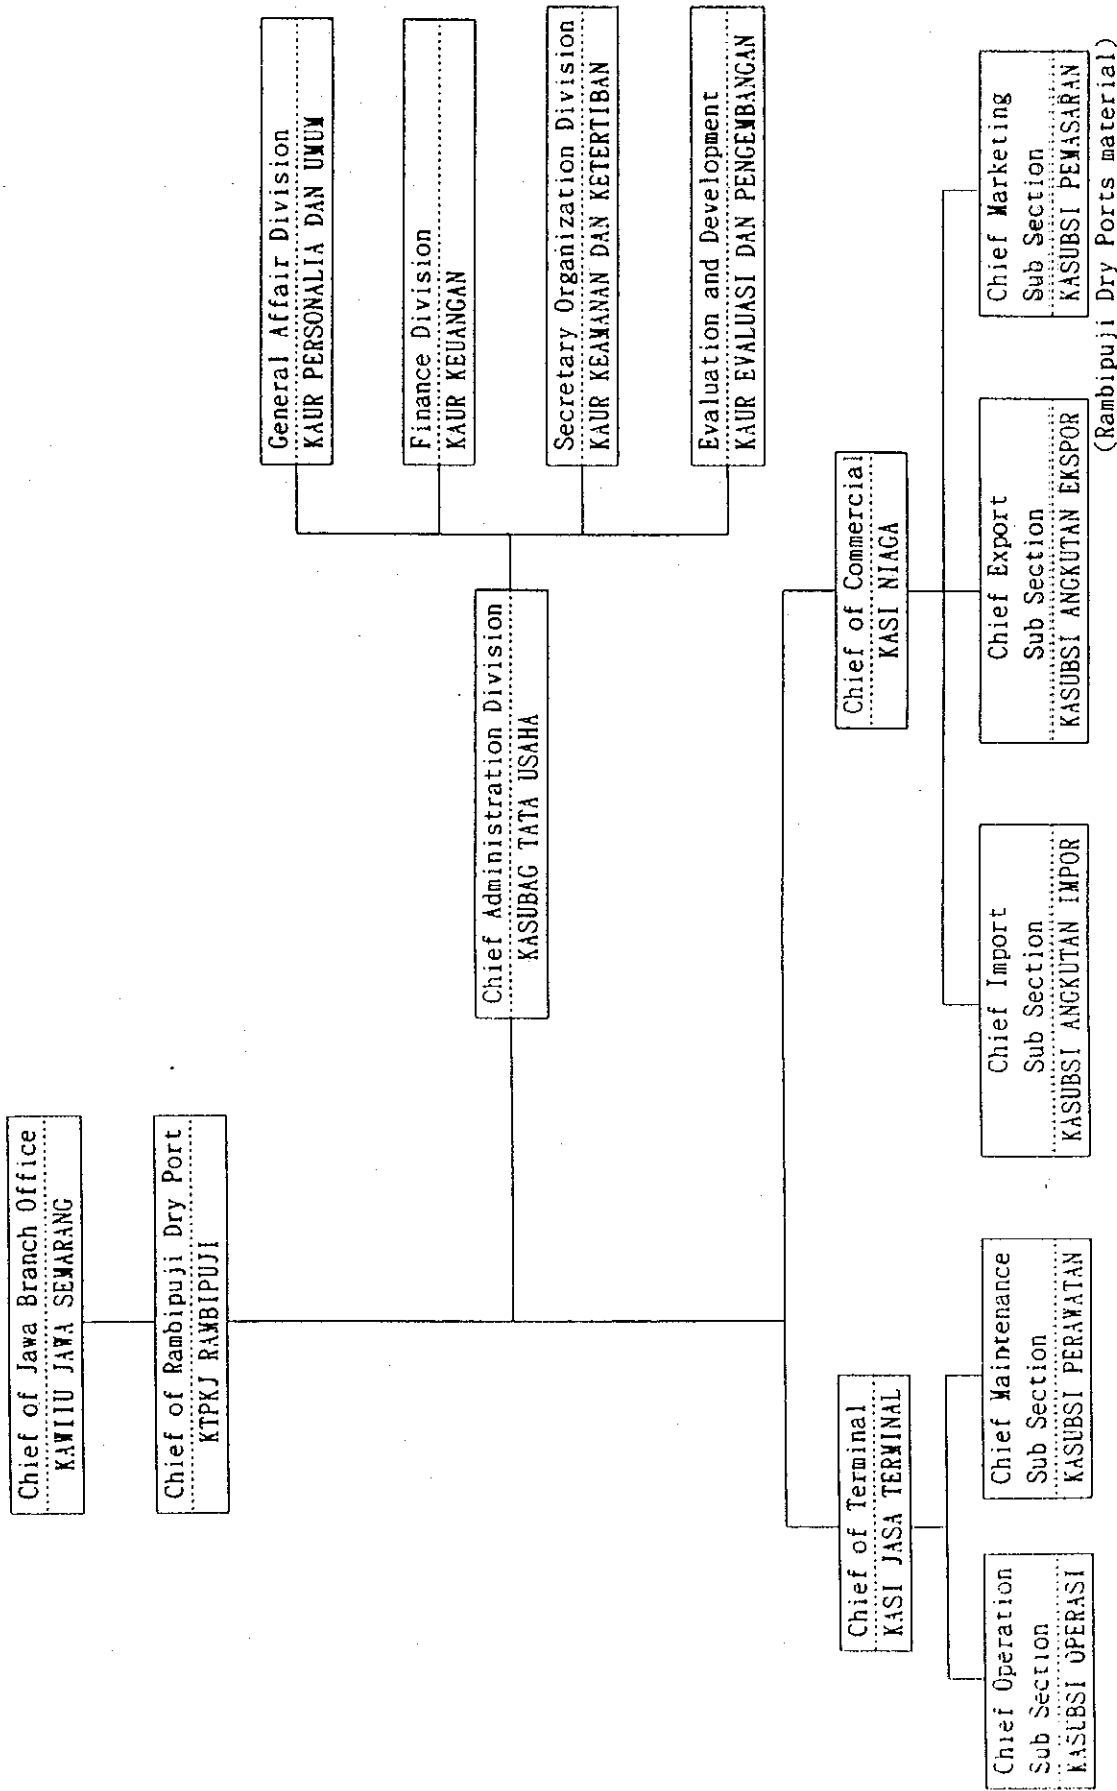 Chief of Jawa Branch Office
KAWIIU JAWA SEMARANG
Chief of Rambipuji Dry Port
KTPKJ RAMBIPUJI
General Affair Division
KAUR PERSONALIA DAN UMUM
Finance Division
KAUR KEUANGAN
Secretary Organization Division
KAUR KEAMANAN DAN KETERTIBAN
Evaluation and Development
KAUR EVALUASI DAN PENGEMBANGAN
Chief Administration Division
KASUBAG TATA USAHA
Chief of Terminal
KASI JASA TERMINAL
Chief of Commercial
KASI NIAGA
Chief Operation
Sub Section
KASUBSI OPERASI
Chief Maintenance
Sub Section
KASUBSI PERAWATAN
Chief Import
Sub Section
KASUBSI ANGKUTAN IMPOR
Chief Export
Sub Section
KASUBSI ANGKUTAN EKSPOR
Chief Marketing
Sub Section
KASUBSI PEMASARAN
(Rambipuji Dry Ports material)